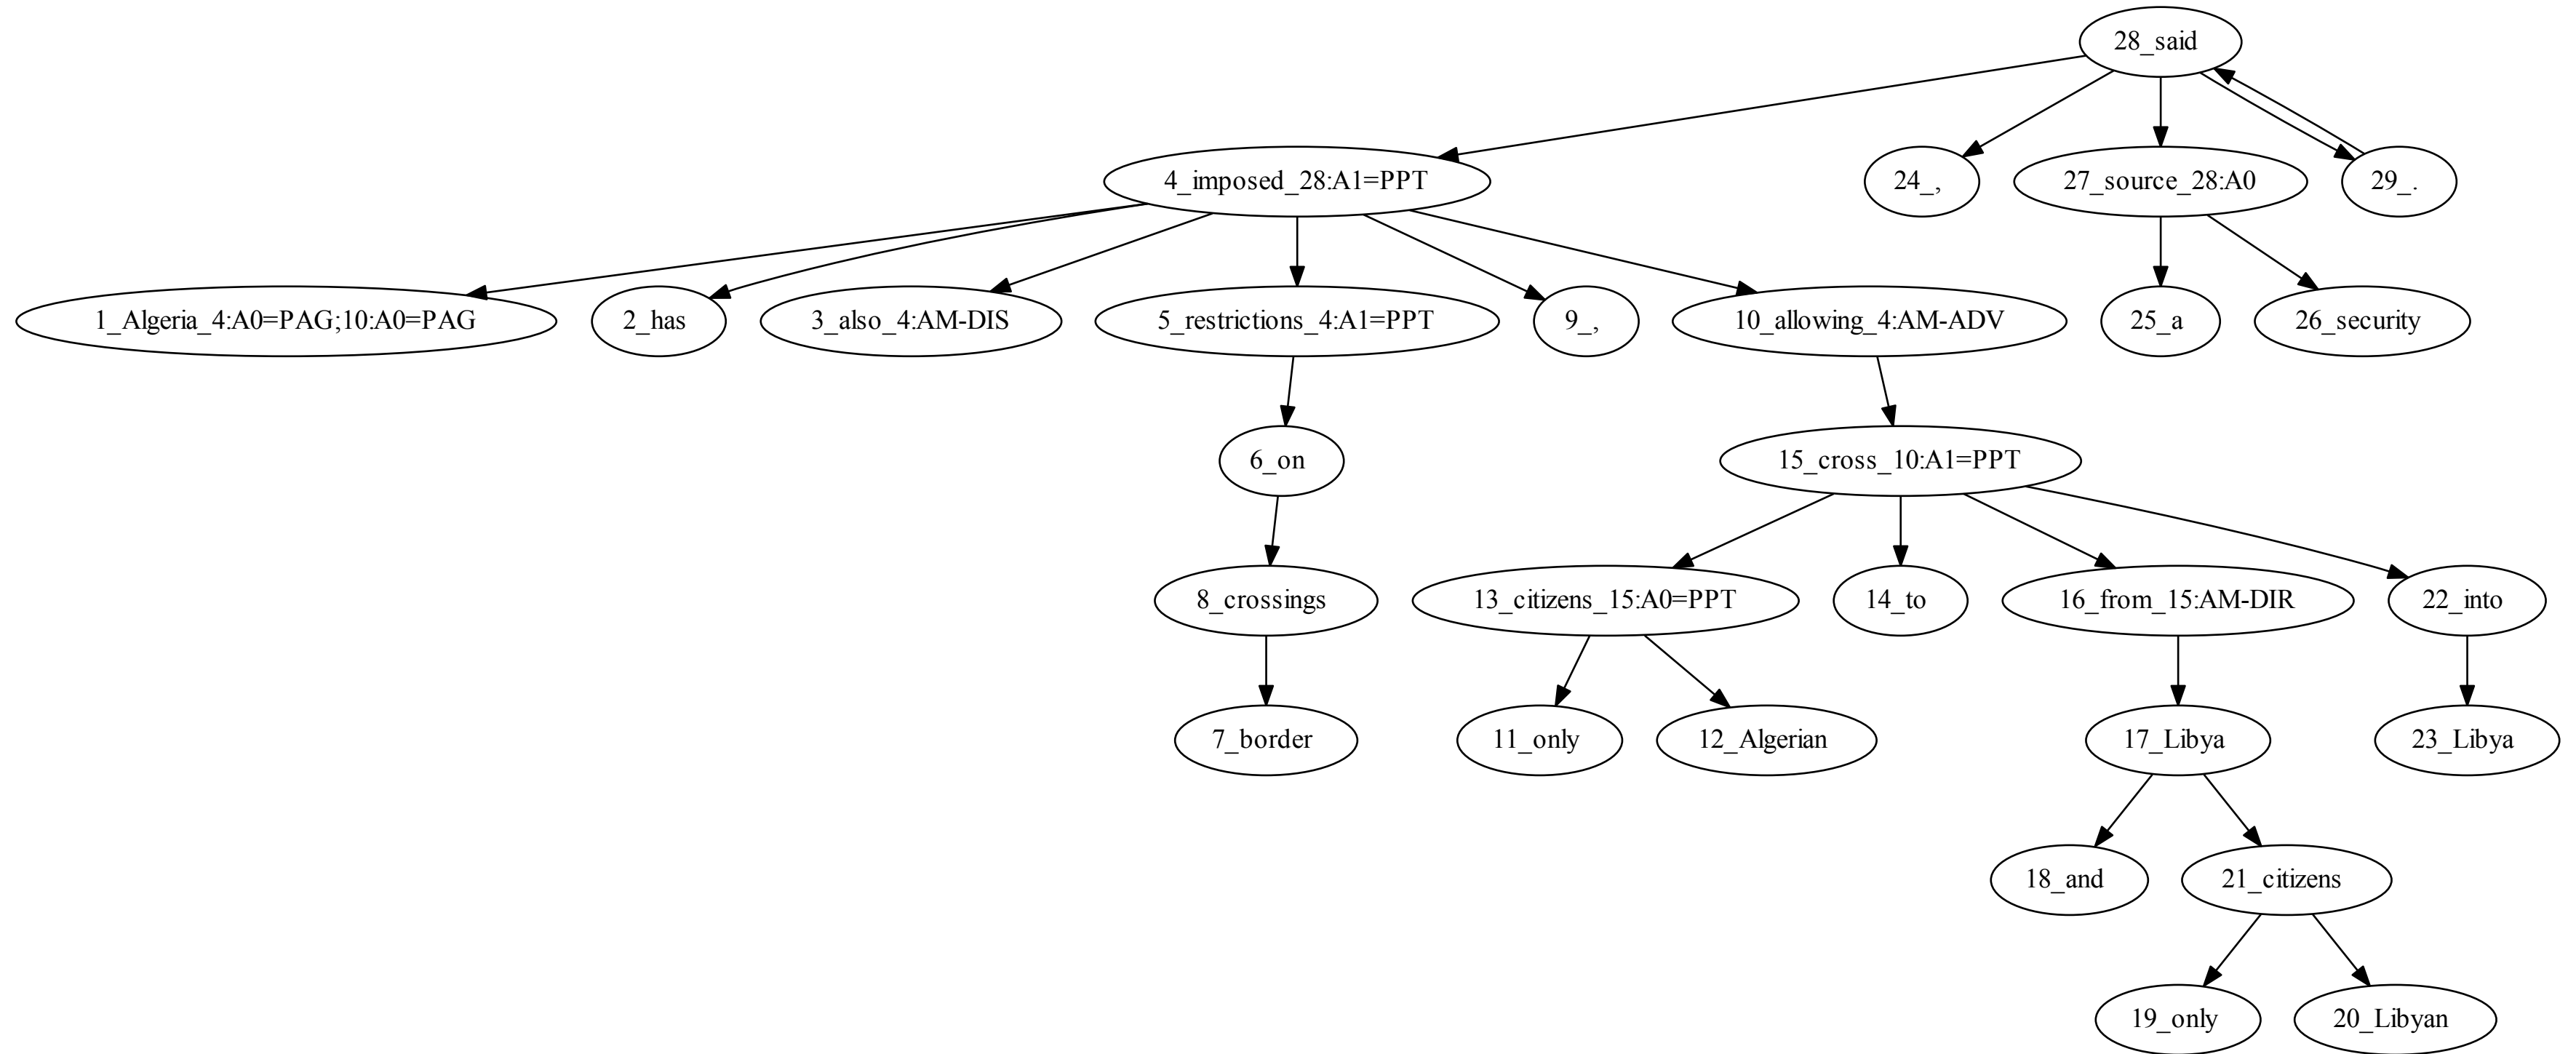 28_said
4_imposed_28:A1=PPT
24_,
27_source_28:A0
29_.
1_Algeria_4:A0=PAG;10:A0=PAG
2_has
3_also_4:AM-DIS
5_restrictions_4:A1=PPT
9_,
10_allowing_4:AM-ADV
25_a
26_security
6_on
15_cross_10:A1=PPT
8_crossings
13_citizens_15:A0=PPT
14_to
16_from_15:AM-DIR
22_into
7_border
11_only
12_Algerian
17_Libya
23_Libya
18_and
21_citizens
19_only
20_Libyan